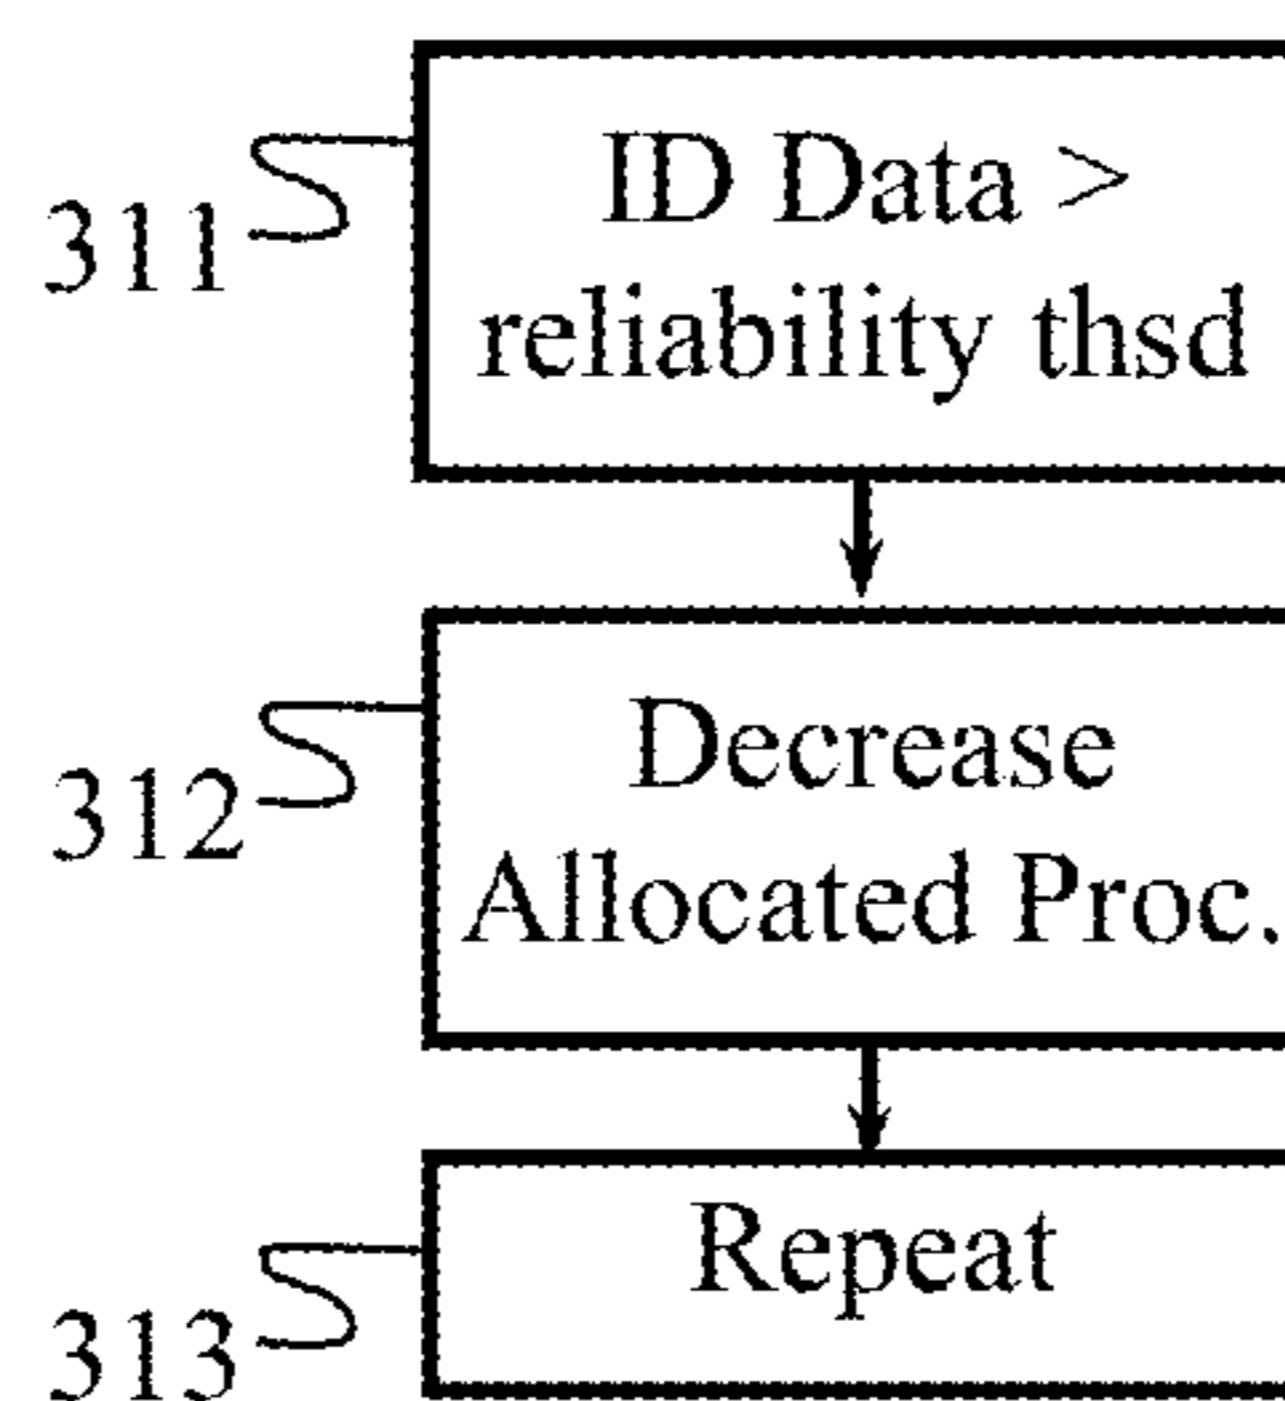 311
ID Data >
reliability thsd
312
Decrease
Allocated Proc.
313
Repeat